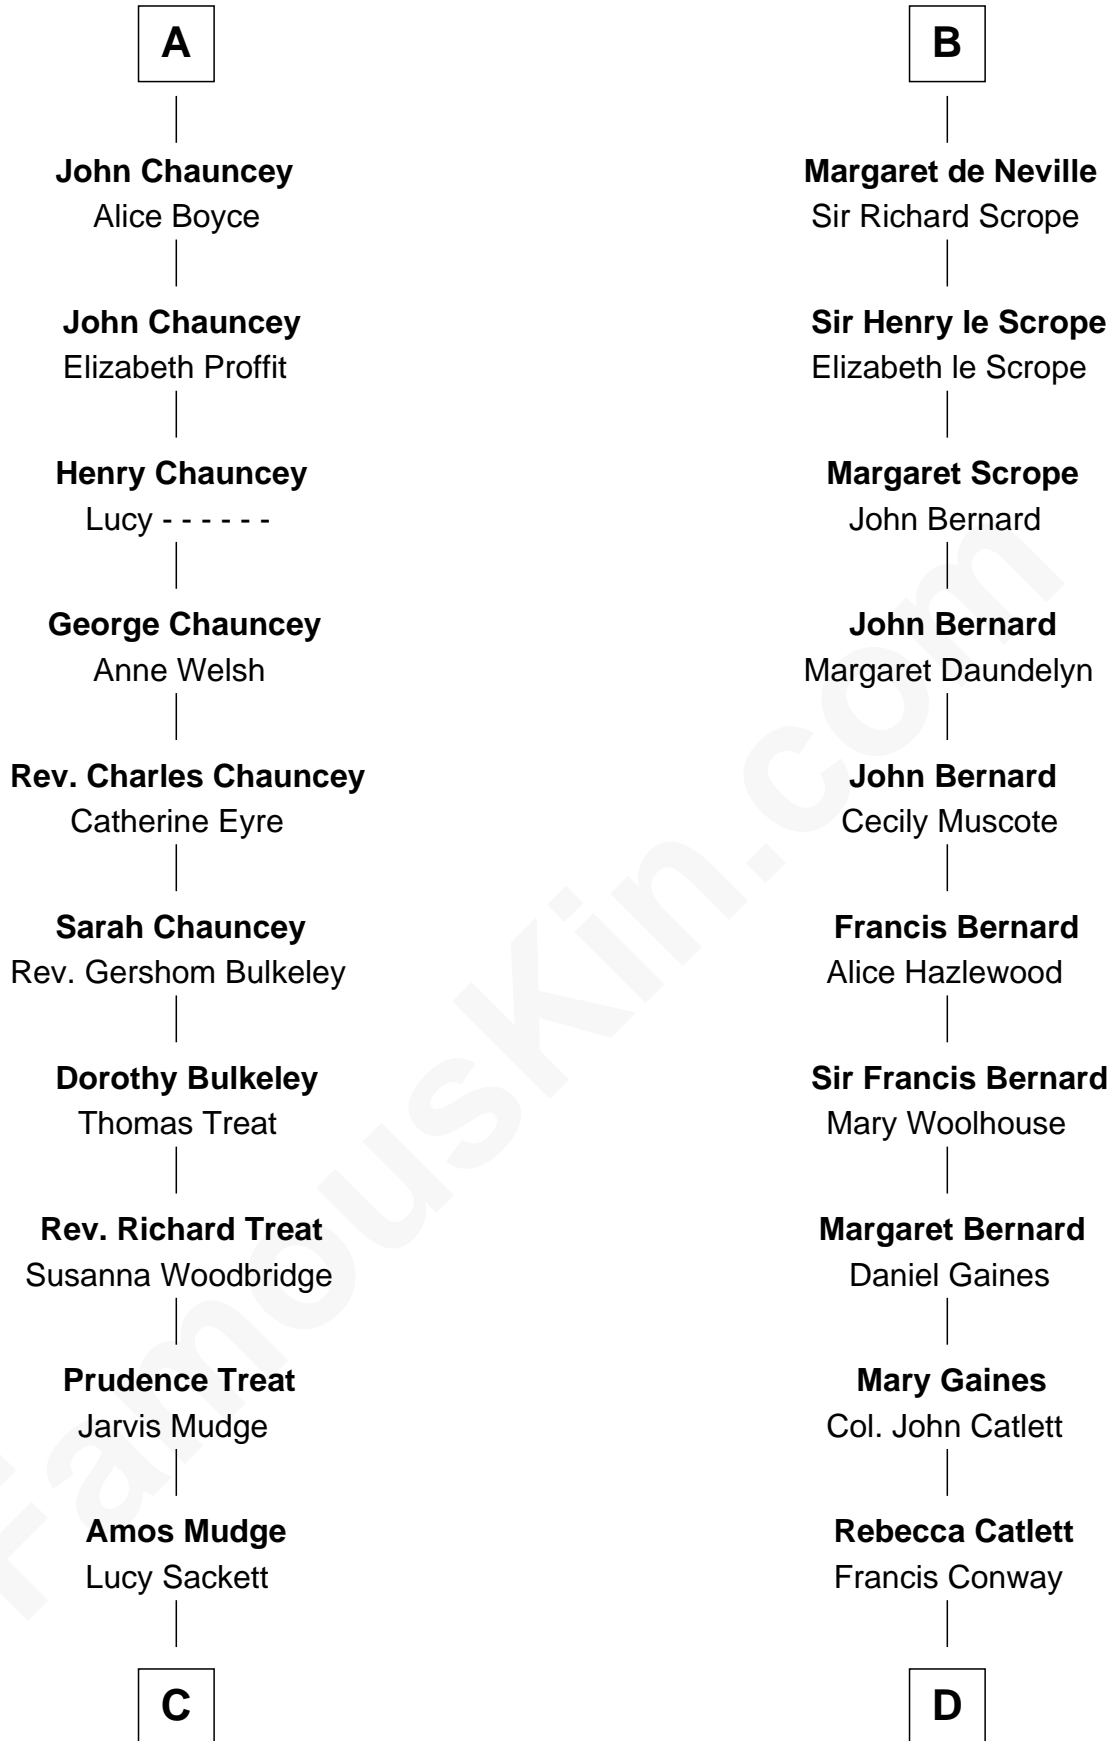 A
John Chauncey
Alice Boyce
John Chauncey
Elizabeth Proffit
Henry Chauncey
Lucy - - - - - -
George Chauncey
Anne Welsh
Rev. Charles Chauncey
Catherine Eyre
Sarah Chauncey
Rev. Gershom Bulkeley
Dorothy Bulkeley
Thomas Treat
Rev. Richard Treat
Susanna Woodbridge
Prudence Treat
Jarvis Mudge
Amos Mudge
Lucy Sackett
C
B
Margaret de Neville
Sir Richard Scrope
Sir Henry le Scrope
Elizabeth le Scrope
Margaret Scrope
John Bernard
John Bernard
Margaret Daundelyn
John Bernard
Cecily Muscote
Francis Bernard
Alice Hazlewood
Sir Francis Bernard
Mary Woolhouse
Margaret Bernard
Daniel Gaines
Mary Gaines
Col. John Catlett
Rebecca Catlett
Francis Conway
D
FamousKin.com